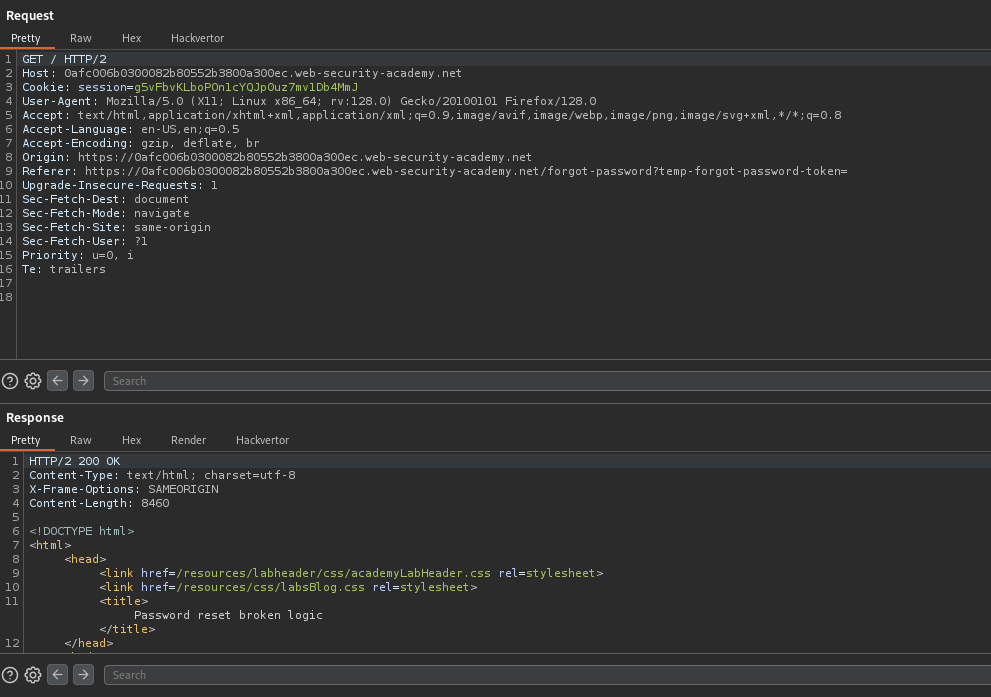 Request
Pretty Raw Hex Hackvertor
1 GET / HTTP/2
2 Host: 0afc006b0300082b80552b3800a300ec.web-security-academy.net
3 Cookie: session=g5vFbvKLboPOn1cYQJp0uz7mv1Db4MmJ
4 User-Agent: Mozilla/5.0 (X11; Linux x86_64; rv:128.0) Gecko/20100101 Firefox/128.0
5 Accept: text/html,application/xhtml+xml,application/xml;q=0.9,image/avif,image/webp,image/png,image/svg+xml,*/*;q=0.8
6 Accept-Language: en-US,en;q=0.5
7 Accept-Encoding: gzip, deflate, br
8 Origin: https://0afc006b0300082b80552b3800a300ec.web-security-academy.net
9 Referer: https://0afc006b0300082b80552b3800a300ec.web-security-academy.net/forgot-password?temp-forgot-password-token=
10 Upgrade-Insecure-Requests: 1
11 Sec-Fetch-Dest: document
12 Sec-Fetch-Mode: navigate
13 Sec-Fetch-Site: same-origin
14 Sec-Fetch-User: ?1
15 Priority: u=0, i
16 Te: trailers
17
18
Search
Response
Pretty Raw Hex Render Hackvertor
1 HTTP/2 200 OK
2 Content-Type: text/html; charset=utf-8
3 X-Frame-Options: SAMEORIGIN
4 Content-Length: 8460
5
6 <!DOCTYPE html>
7 <html>
8 <head>
9 <link href=/resources/labheader/css/academyLabHeader.css rel=stylesheet>
10 <link href=/resources/css/labsBlog.css rel=stylesheet>
11 <title>
Password reset broken logic
</title>
12 </head>
Search